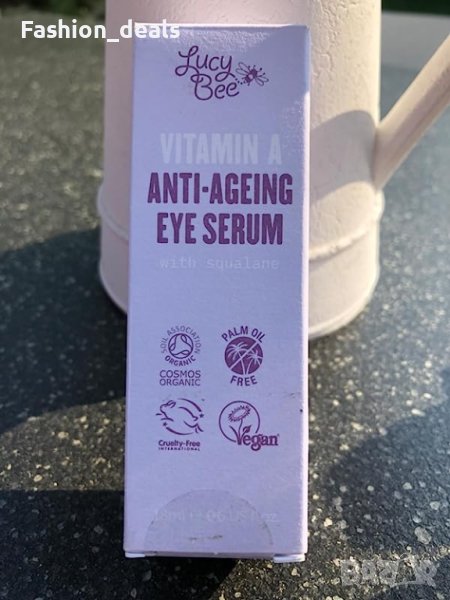 Fashion_deats
Lucy
Bee
VITAMIN A
ANTI-AGEING
EYE SERUM
with squalane
SOIL ASSOCIATION
ORGANIC
COSMOS
ORGANIC
PALM OIL
FREE
Cruelty-Free
INTERNATIONAL
Vegan